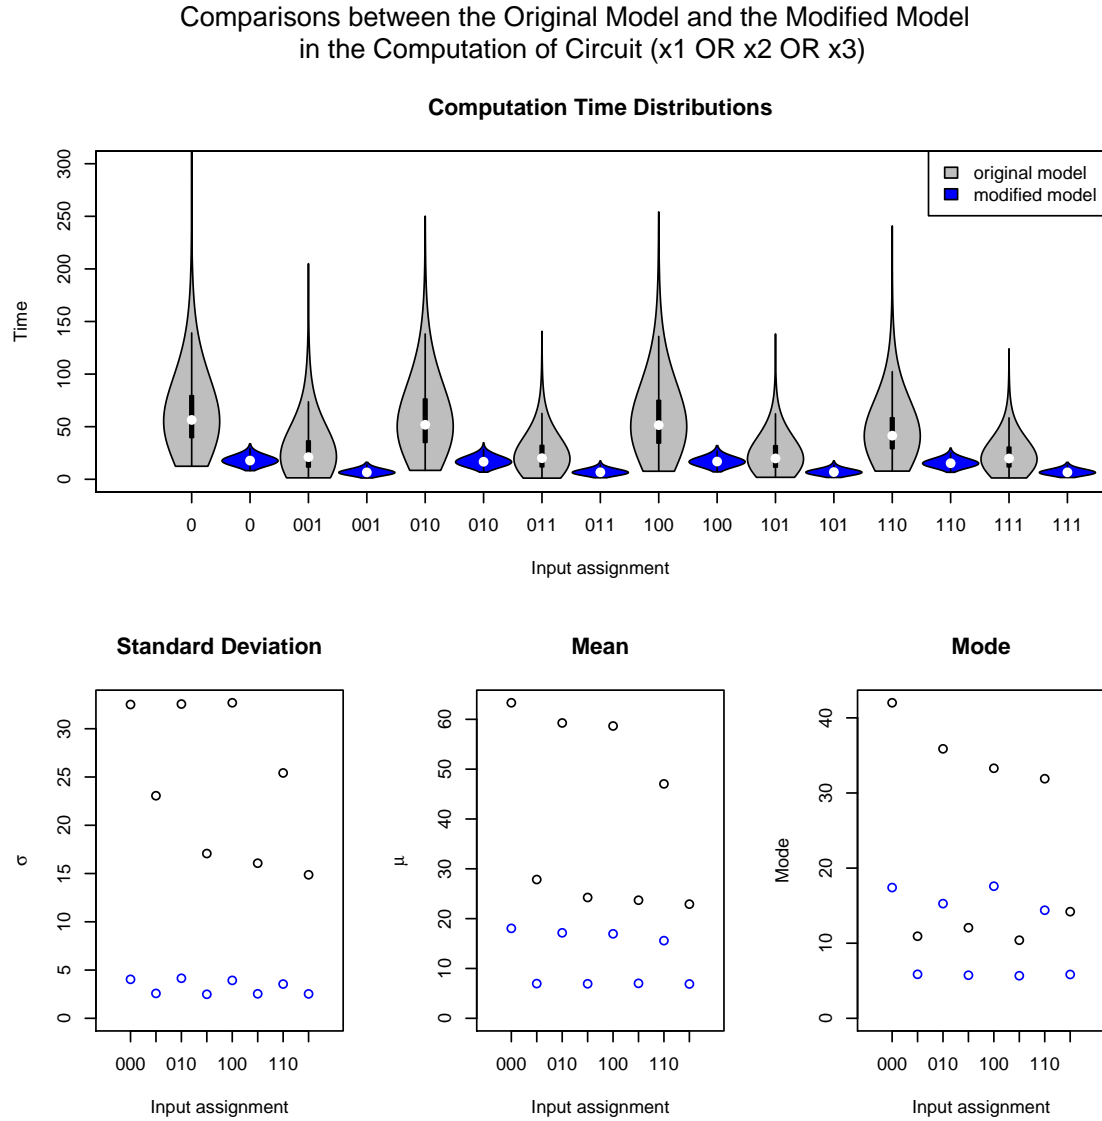 Comparisons between the Original Model and the Modified Model
in the Computation of Circuit (x1 OR x2 OR x3)
Computation Time Distributions
Time
300
250
200
150
100
50
0
original model
modified model
0 0 001 001 010 010 011 011 100 100 101 101 110 110 111 111
Input assignment
Standard Deviation
σ
30
25
20
15
10
5
0
000 010 100 110
Input assignment
Mean
μ
60
50
40
30
20
10
0
000 010 100 110
Input assignment
Mode
Mode
40
30
20
10
0
000 010 100 110
Input assignment